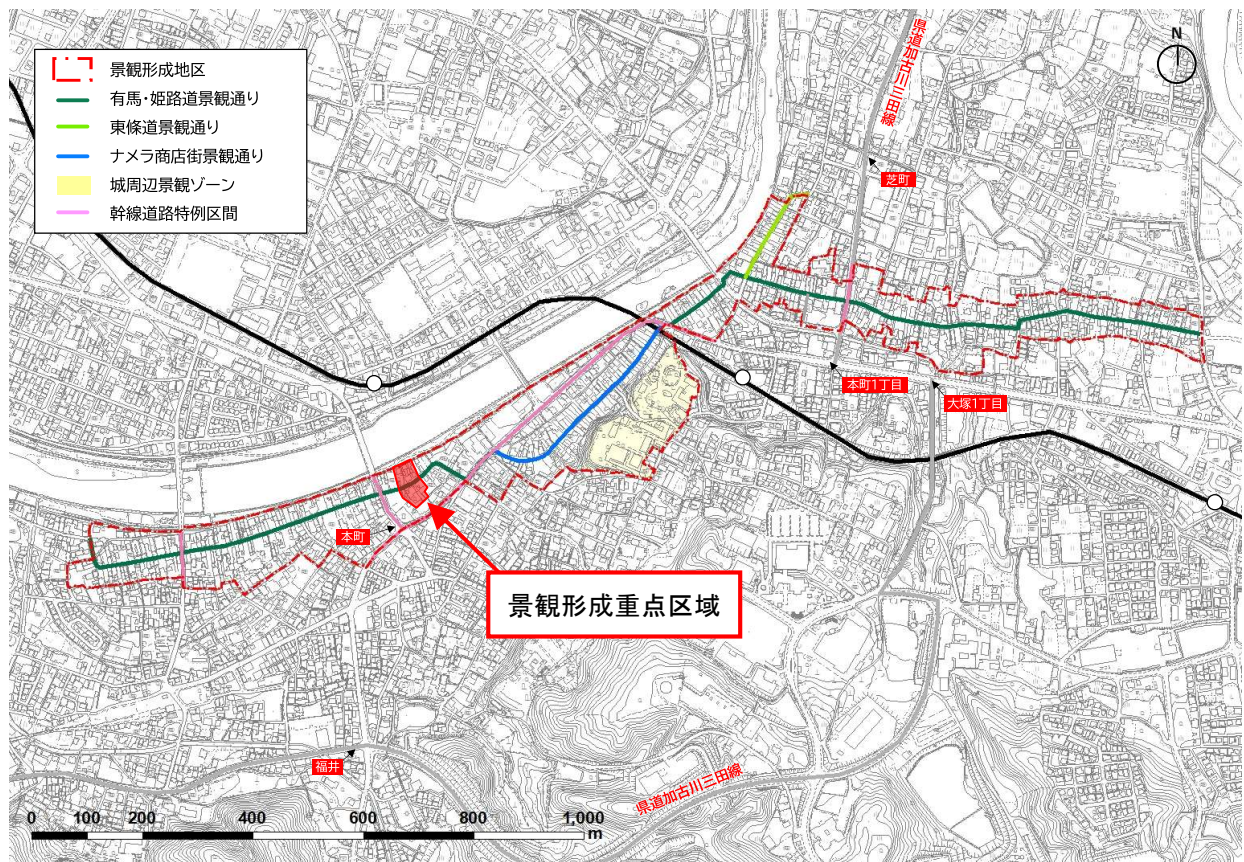 景観形成地区
有馬・姫路道景観通り
東條道景観通り
ナメラ商店街景観通り
城周辺景観ゾーン
幹線道路特例区間
県道加古川三田線
N
芝町
本町1丁目
大塚1丁目
本町
景観形成重点区域
福井
県道加古川三田線
0 100 200 400 600 800 1,000
m